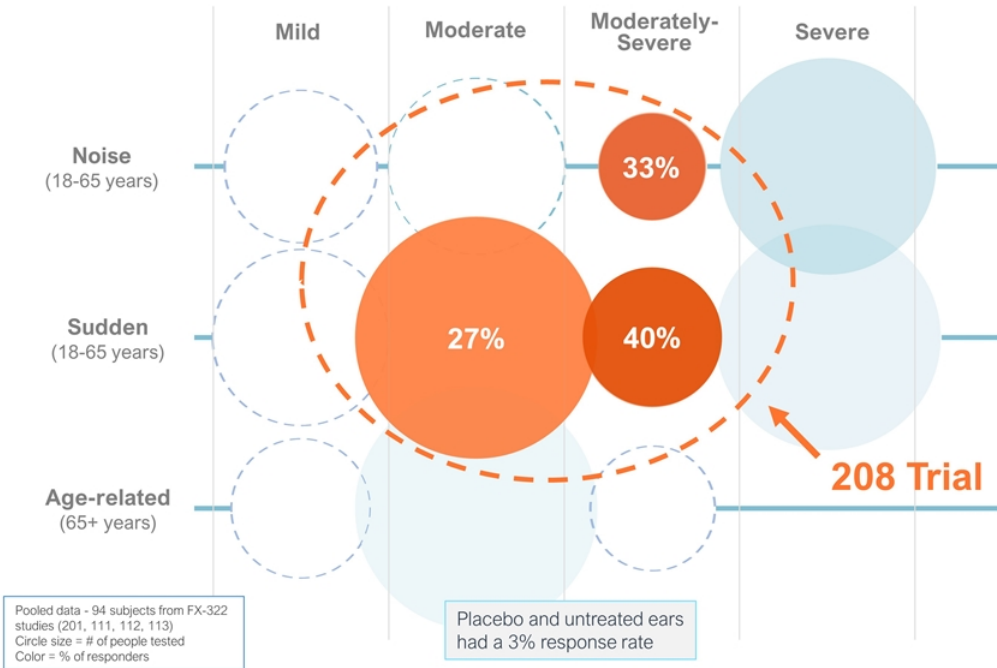 Mild
Moderate
Moderately-
Severe
Severe
Noise
(18-65 years)
33%
Sudden
(18-65 years)
27%
40%
208 Trial
Age-related
(65+ years)
Pooled data - 94 subjects from FX-322
studies (201, 111, 112, 113)
Circle size = # of people tested
Color = % of responders
Placebo and untreated ears
had a 3% response rate